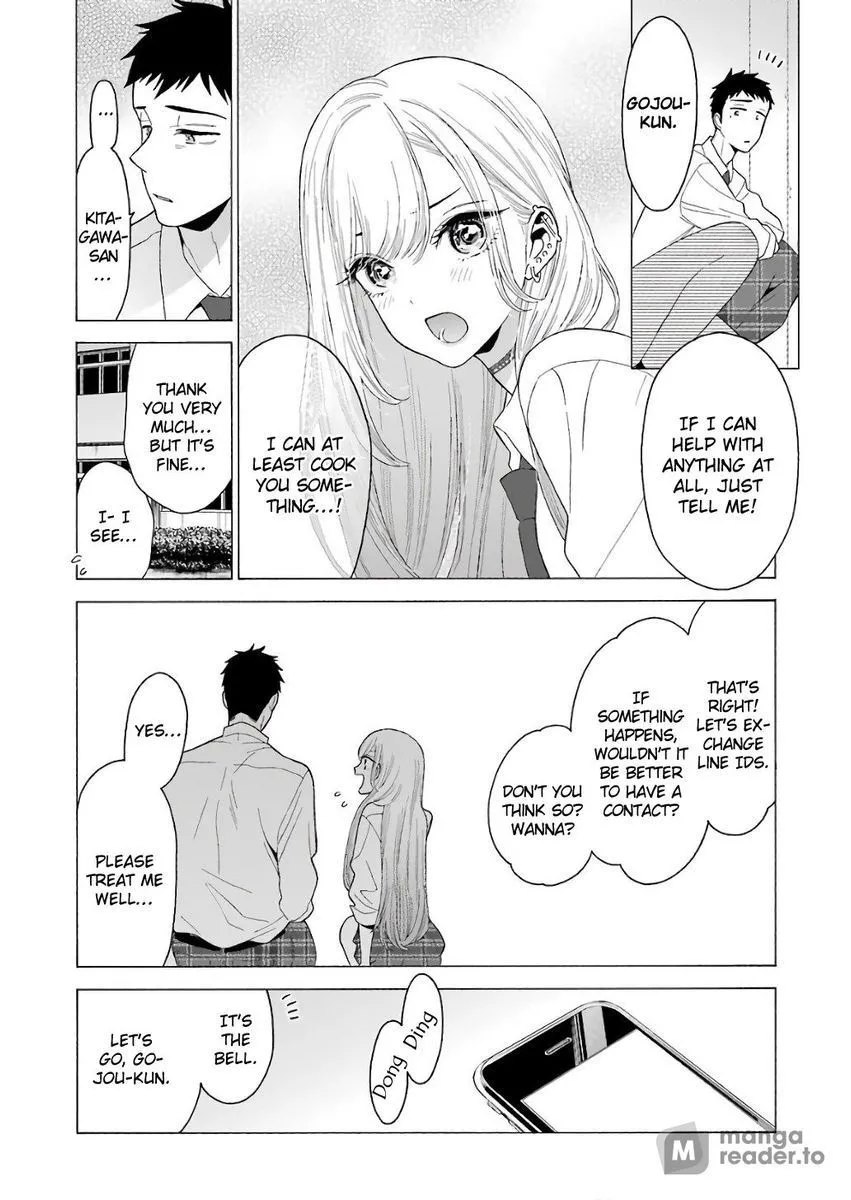 GOJOU-
KUN.
IF I CAN
HELP WITH
ANYTHING AT
ALL, JUST
TELL ME!
I CAN AT
LEAST COOK
YOU SOME-
THING...!
...
KITA-
GAWA-
SAN
...
THANK
YOU VERY
MUCH...
BUT IT'S
FINE...
I- I
SEE...
THAT'S
RIGHT!
LET'S EX-
CHANGE
LINE IDS.
IF
SOMETHING
HAPPENS,
WOULDN'T IT
BE BETTER
TO HAVE A
CONTACT?
DON'T YOU
THINK SO?
WANNA?
YES...
PLEASE
TREAT ME
WELL...
Dong Ding
IT'S
THE
BELL.
LET'S
GO, GO-
JOU-KUN.
M
manga
reader.to